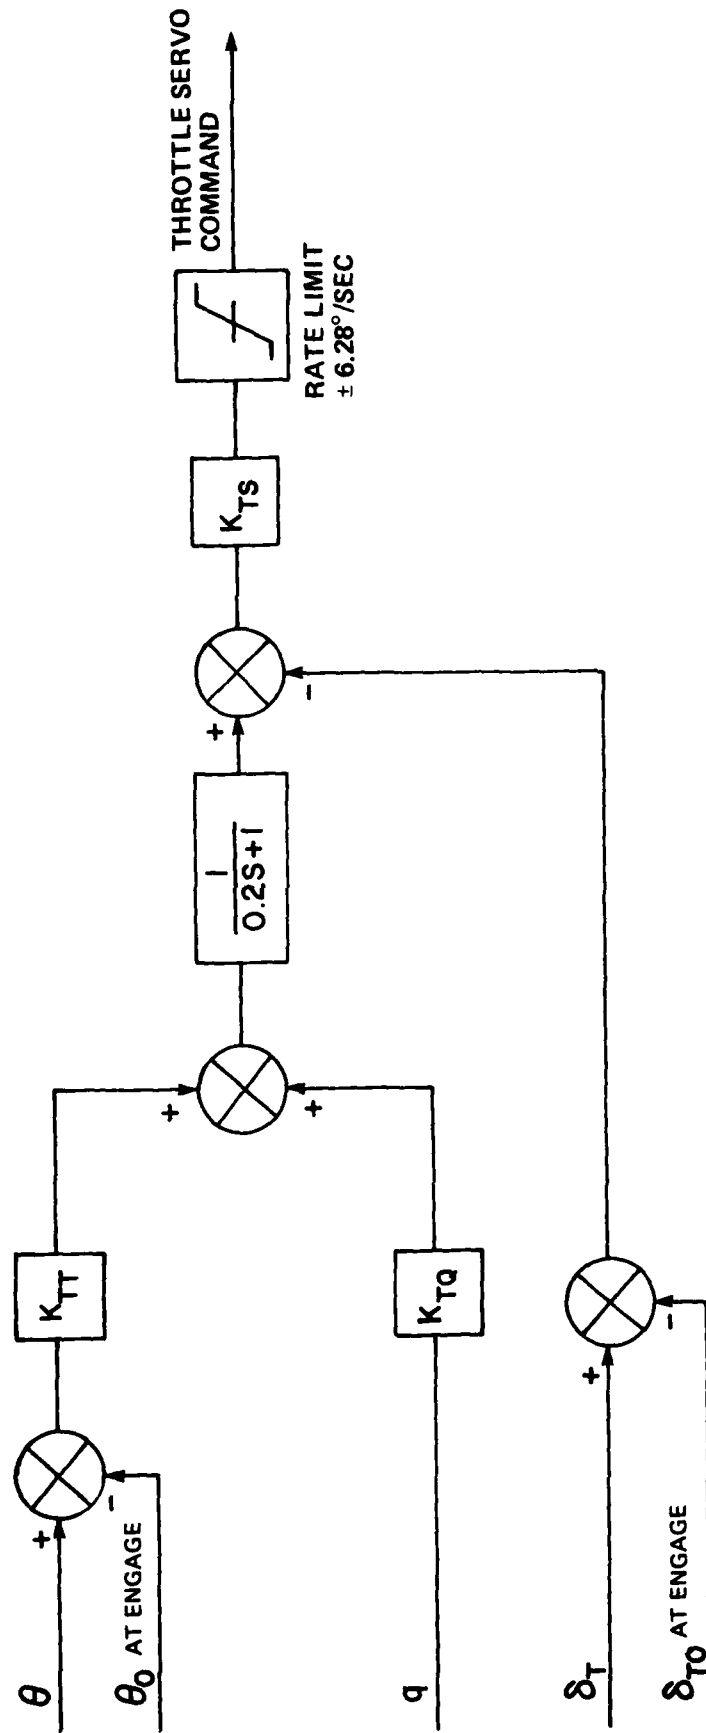 θ
+
-
θ₀ AT ENGAGE
K_TT
+
q
K_TQ
+
1
0.2S+1
+
-
δ_T
+
-
δ_TO AT ENGAGE
K_TS
RATE LIMIT
± 6.28°/SEC
THROTTLE SERVO
COMMAND